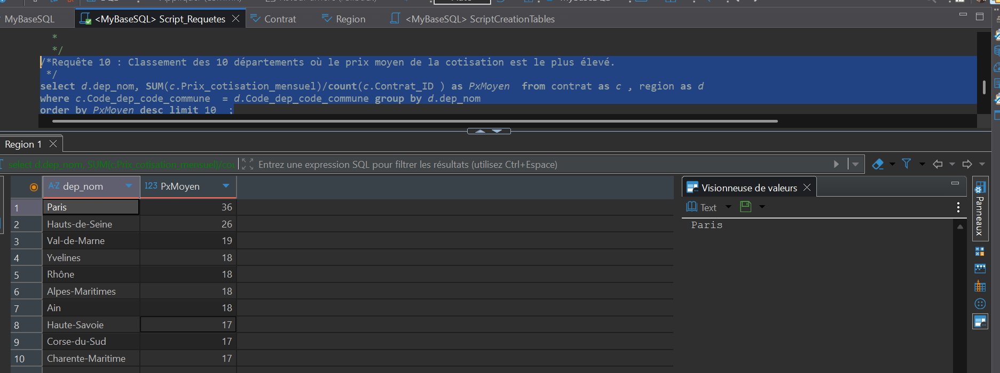 MyBaseSQL
<MyBaseSQL> Script_Requetes
Contrat
Region
<MyBaseSQL> ScriptCreationTables
*
*/
/*Requête 10 : Classement des 10 départements où le prix moyen de la cotisation est le plus élevé.
*/
select d.dep_nom, SUM(c.Prix_cotisation_mensuel)/count(c.Contrat_ID ) as PxMoyen  from contrat as c , region as d
where c.Code_dep_code_commune  = d.Code_dep_code_commune group by d.dep_nom
order by PxMoyen desc limit 10  ;
Region 1
select d.dep_nom, SUM(c.Prix_cotisation_mensuel)/cou
Entrez une expression SQL pour filtrer les résultats (utilisez Ctrl+Espace)
A-Z dep_nom
123 PxMoyen
1 Paris 36
2 Hauts-de-Seine 26
3 Val-de-Marne 19
4 Yvelines 18
5 Rhône 18
6 Alpes-Maritimes 18
7 Ain 18
8 Haute-Savoie 17
9 Corse-du-Sud 17
10 Charente-Maritime 17
Visionneuse de valeurs
Text
Paris
Panneaux